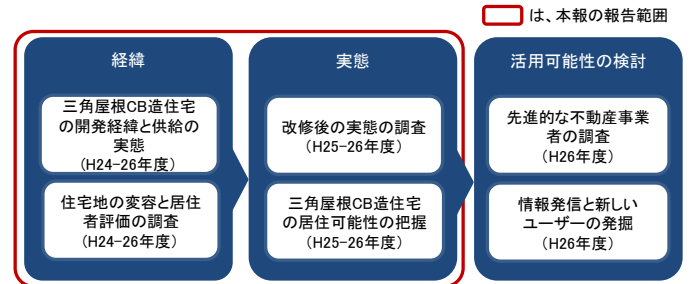 は、本報の報告範囲
経緯
三角屋根CB造住宅
の開発経緯と供給の
実態
(H24-26年度)
住宅地の変容と居住
者評価の調査
(H24-26年度)
実態
改修後の実態の調査
(H25-26年度)
三角屋根CB造住宅
の居住可能性の把握
(H25-26年度)
活用可能性の検討
先進的な不動産事業
者の調査
(H26年度)
情報発信と新しい
ユーザーの発掘
(H26年度)